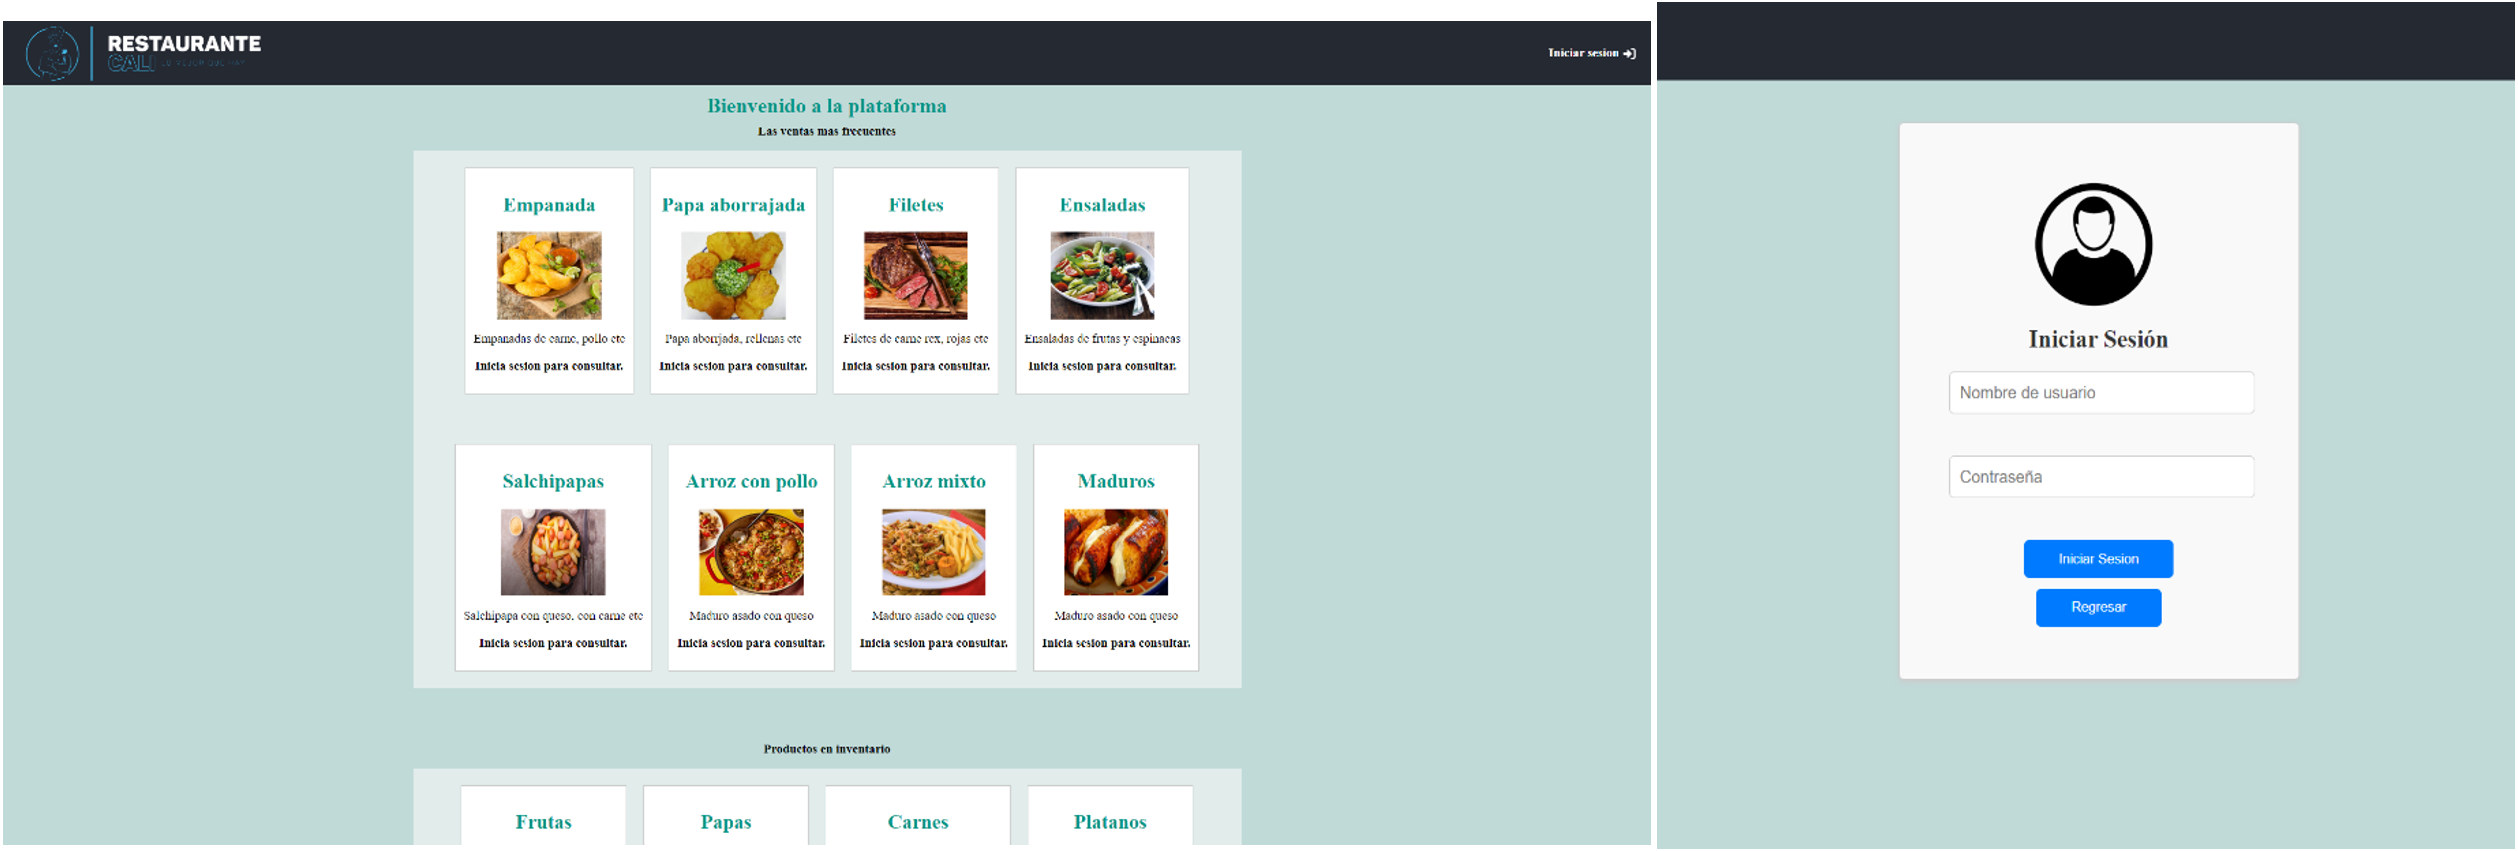 RESTAURANTE
CALI LO MEJOR QUE HAY
Iniciar sesion
Bienvenido a la plataforma
Las ventas mas frecuentes
Empanada
Papa aborrajada
Filetes
Ensaladas
Empanadas de carne, pollo etc
Papa aborrjada, rellenas etc
Filetes de carne rex, rojas etc
Ensaladas de frutas y espinacas
Inicia sesion para consultar.
Inicia sesion para consultar.
Inicia sesion para consultar.
Inicia sesion para consultar.
Salchipapas
Arroz con pollo
Arroz mixto
Maduros
Salchipapa con queso, con carne etc
Maduro asado con queso
Maduro asado con queso
Maduro asado con queso
Inicia sesion para consultar.
Inicia sesion para consultar.
Inicia sesion para consultar.
Inicia sesion para consultar.
Productos en inventario
Frutas
Papas
Carnes
Platanos
Iniciar Sesión
Nombre de usuario
Contraseña
Iniciar Sesion
Regresar